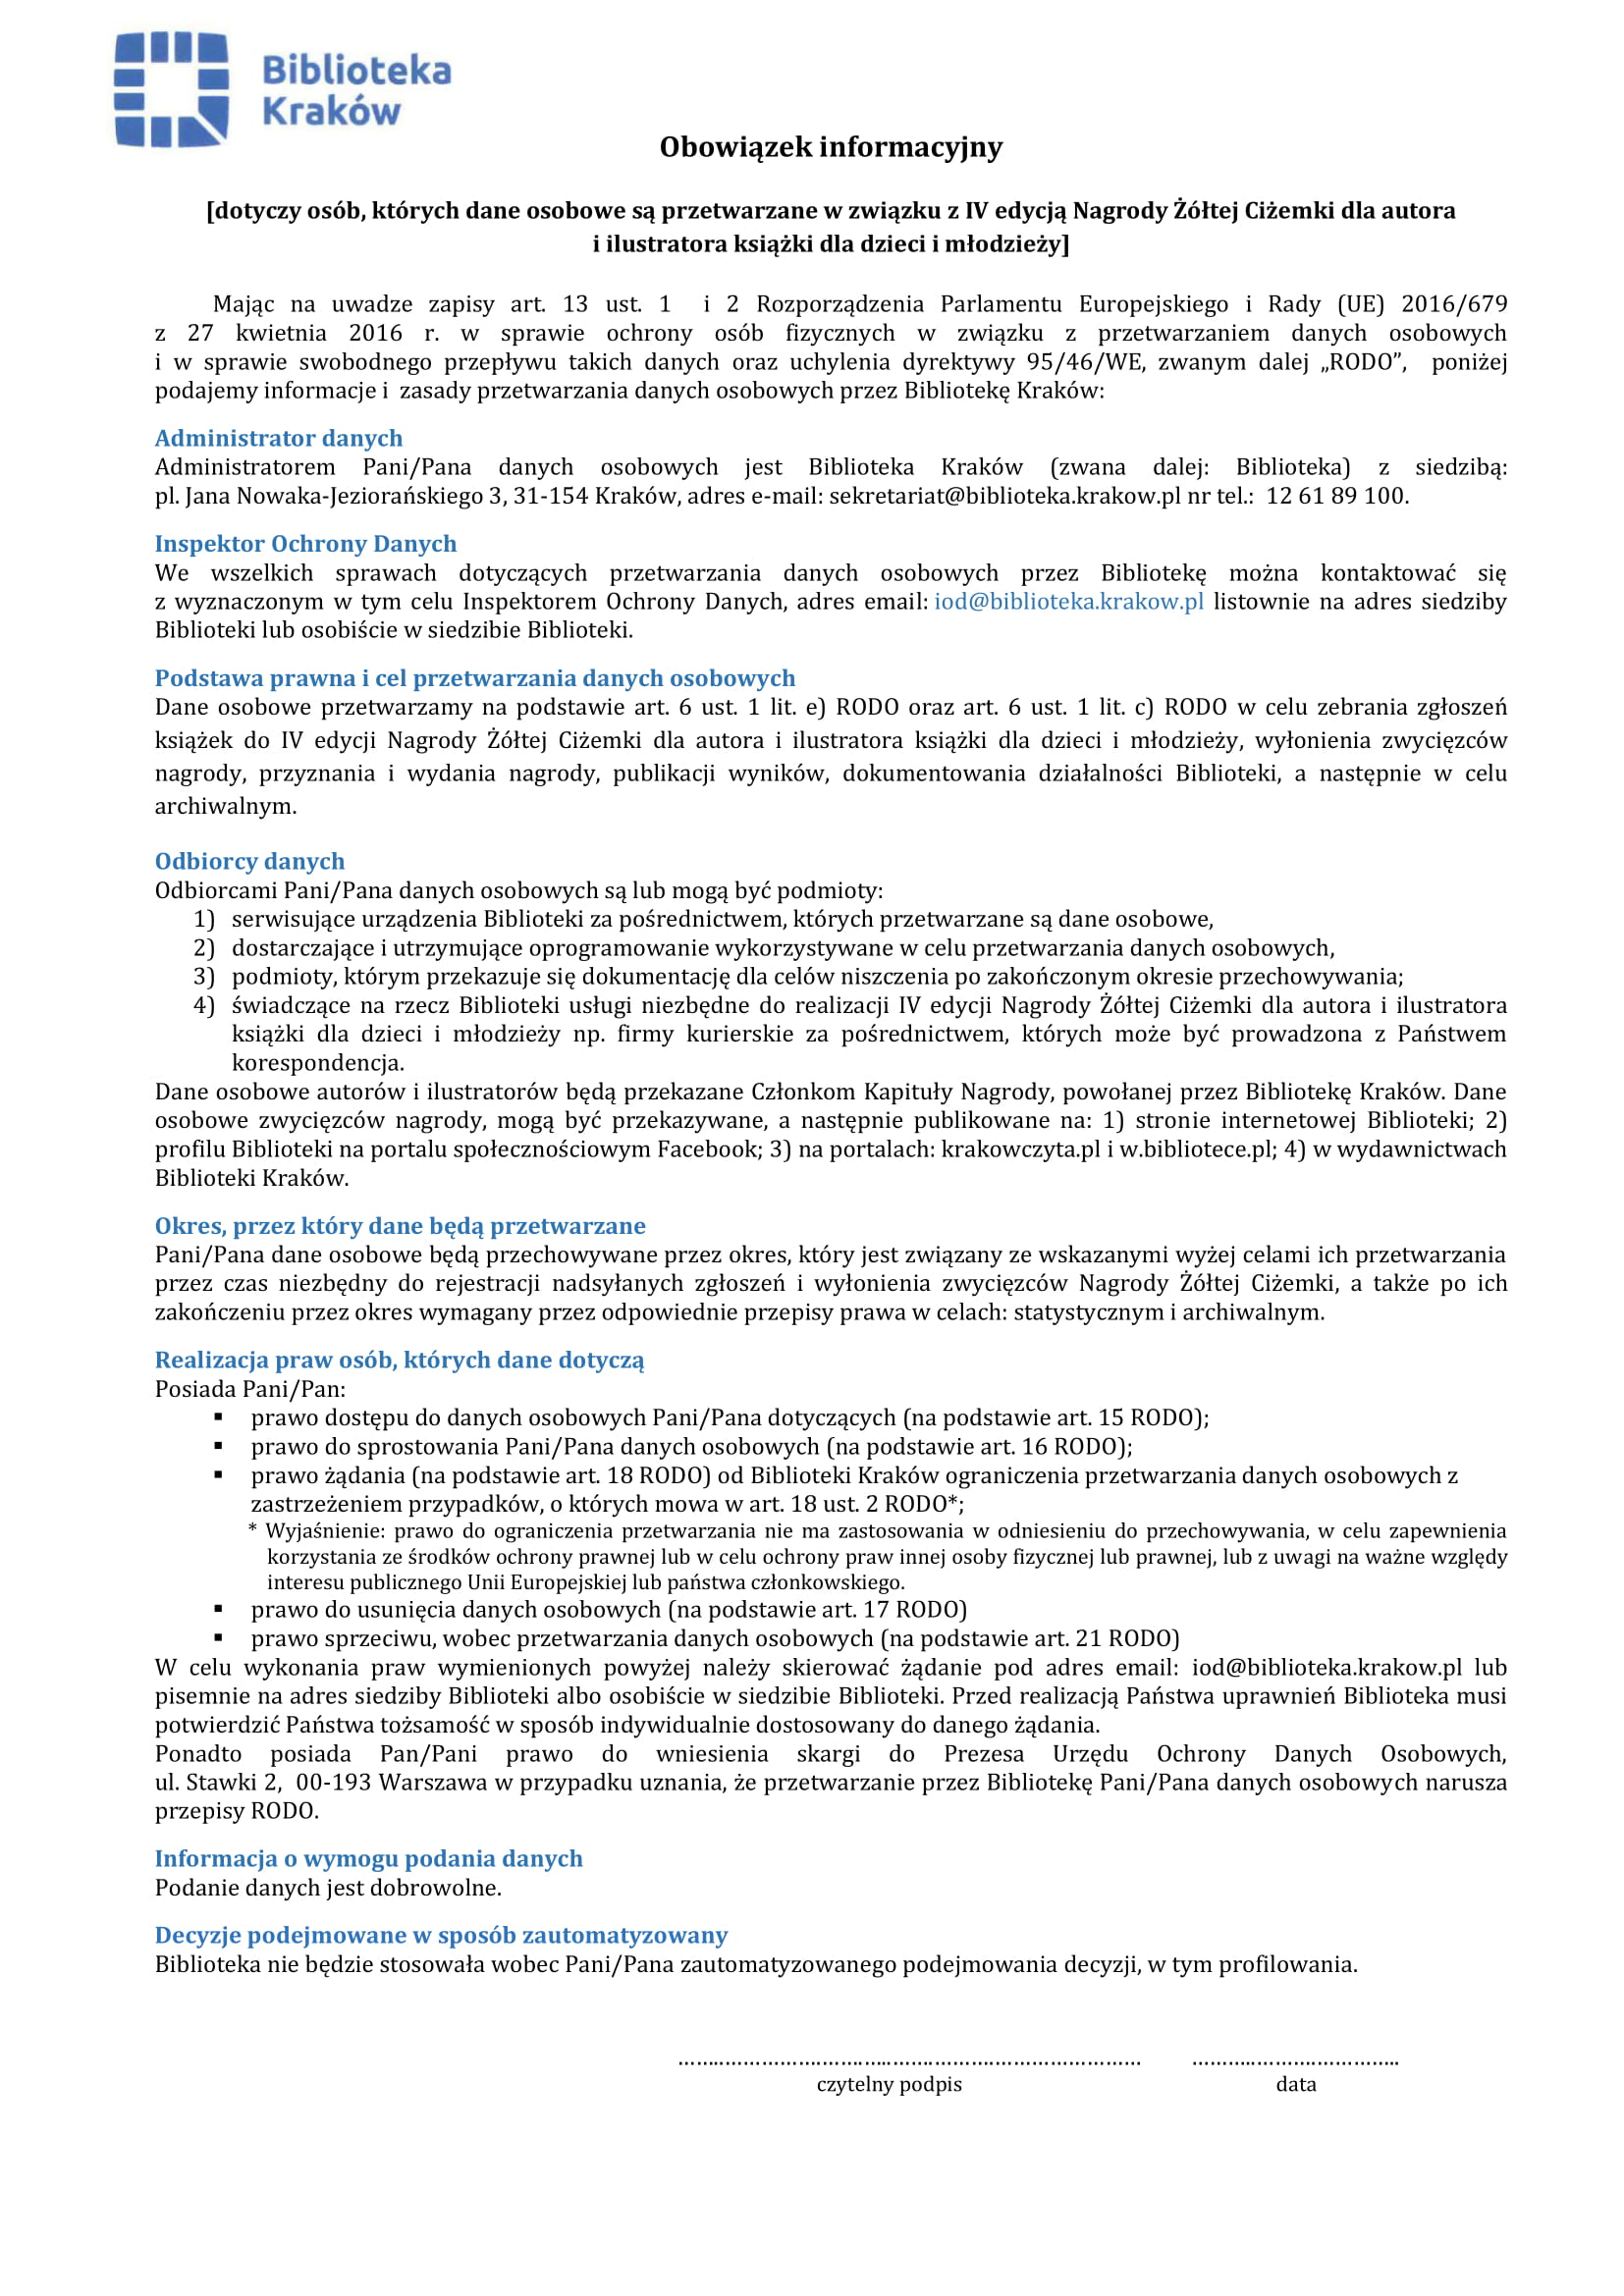 Biblioteka
Kraków
Obowiązek informacyjny
[dotyczy osób, których dane osobowe są przetwarzane w związku z IV edycją Nagrody Żółtej Ciżemki dla autora
i ilustratora książki dla dzieci i młodzieży]
Mając na uwadze zapisy art. 13 ust. 1 i 2 Rozporządzenia Parlamentu Europejskiego i Rady (UE) 2016/679
z 27 kwietnia 2016 r. w sprawie ochrony osób fizycznych w związku z przetwarzaniem danych osobowych
i w sprawie swobodnego przepływu takich danych oraz uchylenia dyrektywy 95/46/WE, zwanym dalej „RODO”, poniżej
podajemy informacje i zasady przetwarzania danych osobowych przez Bibliotekę Kraków:
Administrator danych
Administratorem Pani/Pana danych osobowych jest Biblioteka Kraków (zwana dalej: Biblioteka) z siedzibą:
pl. Jana Nowaka-Jeziorańskiego 3, 31-154 Kraków, adres e-mail: sekretariat@biblioteka.krakow.pl nr tel.: 12 61 89 100.
Inspektor Ochrony Danych
We wszelkich sprawach dotyczących przetwarzania danych osobowych przez Bibliotekę można kontaktować się
z wyznaczonym w tym celu Inspektorem Ochrony Danych, adres email: iod@biblioteka.krakow.pl listownie na adres siedziby
Biblioteki lub osobiście w siedzibie Biblioteki.
Podstawa prawna i cel przetwarzania danych osobowych
Dane osobowe przetwarzamy na podstawie art. 6 ust. 1 lit. e) RODO oraz art. 6 ust. 1 lit. c) RODO w celu zebrania zgłoszeń
książek do IV edycji Nagrody Żółtej Ciżemki dla autora i ilustratora książki dla dzieci i młodzieży, wyłonienia zwycięzców
nagrody, przyznania i wydania nagrody, publikacji wyników, dokumentowania działalności Biblioteki, a następnie w celu
archiwalnym.
Odbiorcy danych
Odbiorcami Pani/Pana danych osobowych są lub mogą być podmioty:
1) serwisujące urządzenia Biblioteki za pośrednictwem, których przetwarzane są dane osobowe,
2) dostarczające i utrzymujące oprogramowanie wykorzystywane w celu przetwarzania danych osobowych,
3) podmioty, którym przekazuje się dokumentację dla celów niszczenia po zakończonym okresie przechowywania;
4) świadczące na rzecz Biblioteki usługi niezbędne do realizacji IV edycji Nagrody Żółtej Ciżemki dla autora i ilustratora
książki dla dzieci i młodzieży np. firmy kurierskie za pośrednictwem, których może być prowadzona z Państwem
korespondencja.
Dane osobowe autorów i ilustratorów będą przekazane Członkom Kapituły Nagrody, powołanej przez Bibliotekę Kraków. Dane
osobowe zwycięzców nagrody, mogą być przekazywane, a następnie publikowane na: 1) stronie internetowej Biblioteki; 2)
profilu Biblioteki na portalu społecznościowym Facebook; 3) na portalach: krakowczyta.pl i w.bibliotece.pl; 4) w wydawnictwach
Biblioteki Kraków.
Okres, przez który dane będą przetwarzane
Pani/Pana dane osobowe będą przechowywane przez okres, który jest związany ze wskazanymi wyżej celami ich przetwarzania
przez czas niezbędny do rejestracji nadsyłanych zgłoszeń i wyłonienia zwycięzców Nagrody Żółtej Ciżemki, a także po ich
zakończeniu przez okres wymagany przez odpowiednie przepisy prawa w celach: statystycznym i archiwalnym.
Realizacja praw osób, których dane dotyczą
Posiada Pani/Pan:
▪ prawo dostępu do danych osobowych Pani/Pana dotyczących (na podstawie art. 15 RODO);
▪ prawo do sprostowania Pani/Pana danych osobowych (na podstawie art. 16 RODO);
▪ prawo żądania (na podstawie art. 18 RODO) od Biblioteki Kraków ograniczenia przetwarzania danych osobowych z
zastrzeżeniem przypadków, o których mowa w art. 18 ust. 2 RODO*;
* Wyjaśnienie: prawo do ograniczenia przetwarzania nie ma zastosowania w odniesieniu do przechowywania, w celu zapewnienia
korzystania ze środków ochrony prawnej lub w celu ochrony praw innej osoby fizycznej lub prawnej, lub z uwagi na ważne względy
interesu publicznego Unii Europejskiej lub państwa członkowskiego.
▪ prawo do usunięcia danych osobowych (na podstawie art. 17 RODO)
▪ prawo sprzeciwu, wobec przetwarzania danych osobowych (na podstawie art. 21 RODO)
W celu wykonania praw wymienionych powyżej należy skierować żądanie pod adres email: iod@biblioteka.krakow.pl lub
pisemnie na adres siedziby Biblioteki albo osobiście w siedzibie Biblioteki. Przed realizacją Państwa uprawnień Biblioteka musi
potwierdzić Państwa tożsamość w sposób indywidualnie dostosowany do danego żądania.
Ponadto posiada Pan/Pani prawo do wniesienia skargi do Prezesa Urzędu Ochrony Danych Osobowych,
ul. Stawki 2, 00-193 Warszawa w przypadku uznania, że przetwarzanie przez Bibliotekę Pani/Pana danych osobowych narusza
przepisy RODO.
Informacja o wymogu podania danych
Podanie danych jest dobrowolne.
Decyzje podejmowane w sposób zautomatyzowany
Biblioteka nie będzie stosowała wobec Pani/Pana zautomatyzowanego podejmowania decyzji, w tym profilowania.
………………………………………………………………… ……………………………
czytelny podpis data